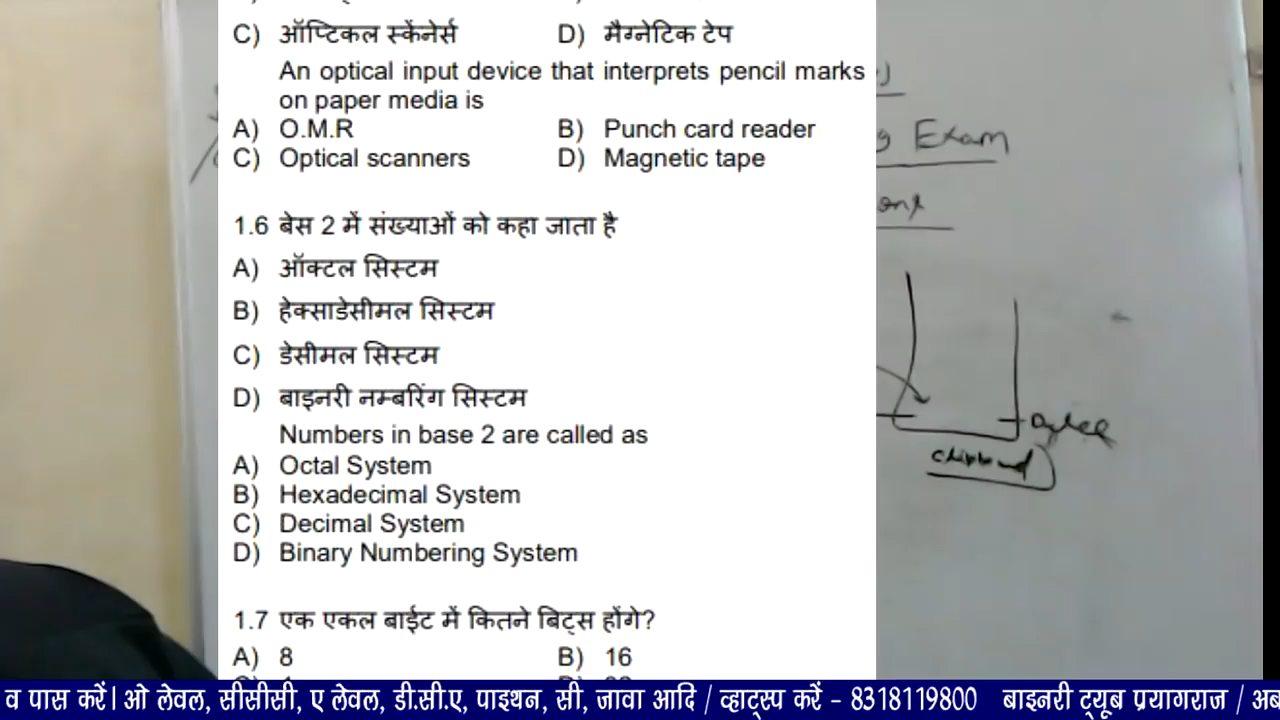 C) ऑप्टिकल स्केंनेर्स D) मैग्नेटिक टेप
An optical input device that interprets pencil marks
on paper media is
A) O.M.R B) Punch card reader
C) Optical scanners D) Magnetic tape
1.6 बेस 2 में संख्याओं को कहा जाता है
A) ऑक्टल सिस्टम
B) हेक्साडेसीमल सिस्टम
C) डेसीमल सिस्टम
D) बाइनरी नम्बरिंग सिस्टम
Numbers in base 2 are called as
A) Octal System
B) Hexadecimal System
C) Decimal System
D) Binary Numbering System
1.7 एक एकल बाईट में कितने बिट्स होंगे?
A) 8 B) 16
Exam
व पास करें। ओ लेवल, सीसीसी, ए लेवल, डी.सी.ए, पाइथन, सी, जावा आदि / व्हाट्स्प करें - 8318119800 बाइनरी ट्यूब प्रयागराज / अब